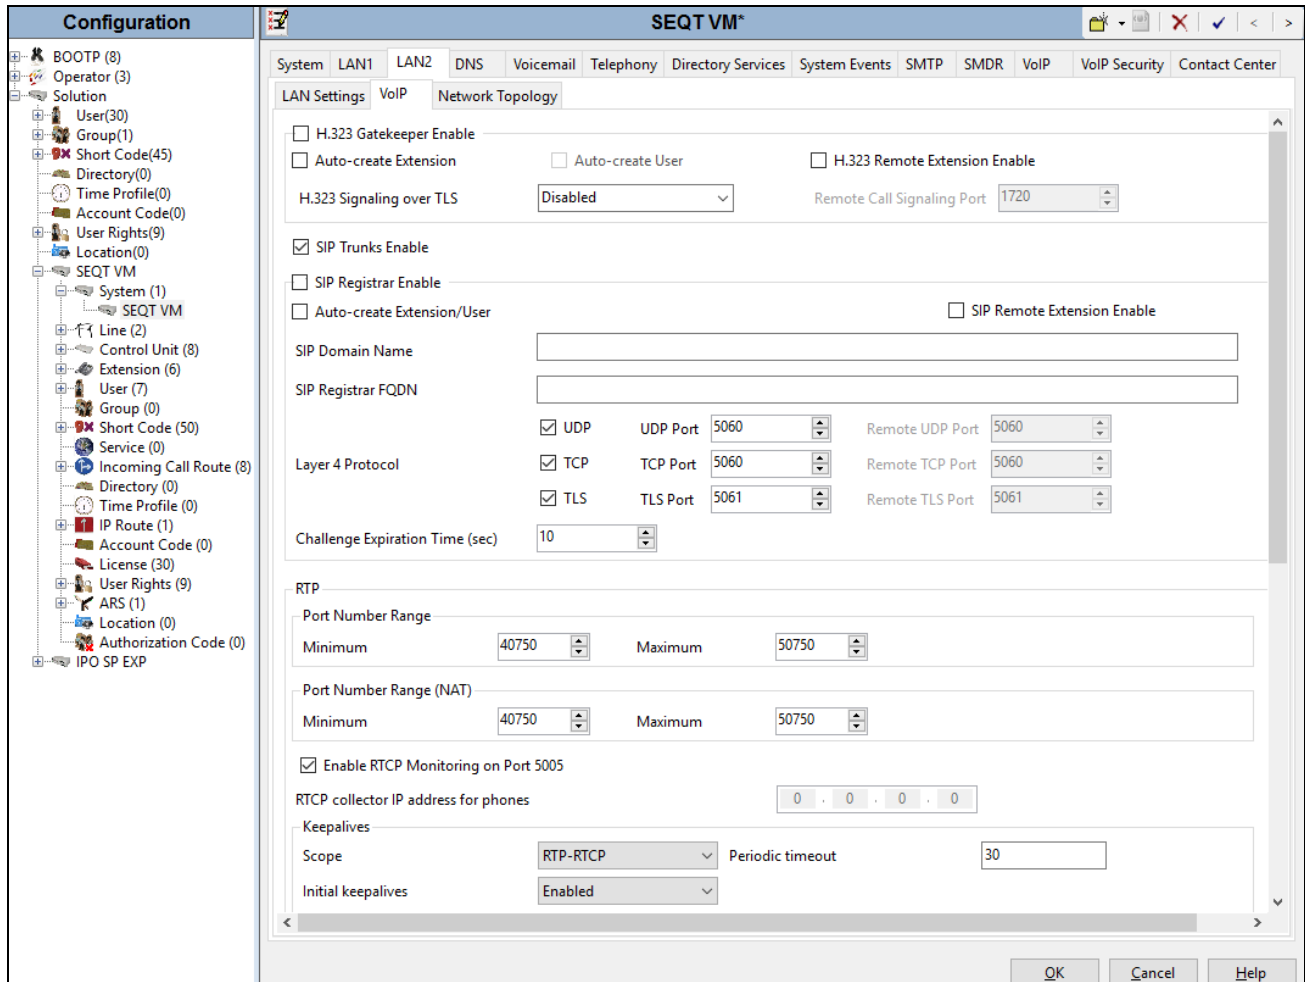 Configuration
SEQT VM*
BOOTP (8)
Operator (3)
Solution
User(30)
Group(1)
Short Code(45)
Directory(0)
Time Profile(0)
Account Code(0)
User Rights(9)
Location(0)
SEQT VM
System (1)
SEQT VM
Line (2)
Control Unit (8)
Extension (6)
User (7)
Group (0)
Short Code (50)
Service (0)
Incoming Call Route (8)
Directory (0)
Time Profile (0)
IP Route (1)
Account Code (0)
License (30)
User Rights (9)
ARS (1)
Location (0)
Authorization Code (0)
IPO SP EXP
System LAN1 LAN2 DNS Voicemail Telephony Directory Services System Events SMTP SMDR VoIP VoIP Security Contact Center
LAN Settings VoIP Network Topology
H.323 Gatekeeper Enable
Auto-create Extension Auto-create User H.323 Remote Extension Enable
H.323 Signaling over TLS Disabled Remote Call Signaling Port 1720
SIP Trunks Enable
SIP Registrar Enable
Auto-create Extension/User SIP Remote Extension Enable
SIP Domain Name
SIP Registrar FQDN
UDP UDP Port 5060 Remote UDP Port 5060
Layer 4 Protocol TCP TCP Port 5060 Remote TCP Port 5060
TLS TLS Port 5061 Remote TLS Port 5061
Challenge Expiration Time (sec) 10
RTP
Port Number Range
Minimum 40750 Maximum 50750
Port Number Range (NAT)
Minimum 40750 Maximum 50750
Enable RTCP Monitoring on Port 5005
RTCP collector IP address for phones 0 . 0 . 0 . 0
Keepalives
Scope RTP-RTCP Periodic timeout 30
Initial keepalives Enabled
OK Cancel Help